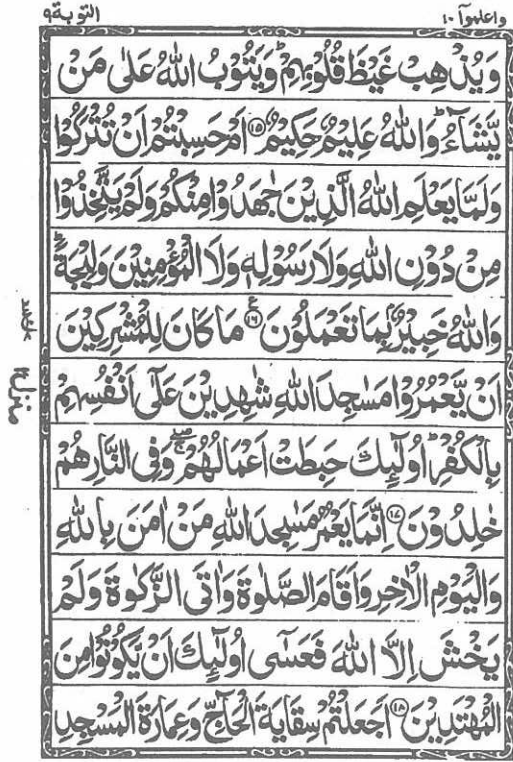 واعلموآ ١٠ التوبة ٩
وَيُذْهِبْ غَيْظَ قُلُوْبِهِمْ ؕ وَيَتُوْبُ اللّٰهُ عَلٰى مَنْ
يَّشَآءُ ؕ وَاللّٰهُ عَلِيْمٌ حَكِيْمٌ ﴿۱۵﴾ اَمْ حَسِبْتُمْ اَنْ تُتْرَكُوْا
وَلَمَّا يَعْلَمِ اللّٰهُ الَّذِيْنَ جٰهَدُوْا مِنْكُمْ وَلَمْ يَتَّخِذُوْا
مِنْ دُوْنِ اللّٰهِ وَلَا رَسُوْلِهٖ وَلَا الْمُؤْمِنِيْنَ وَلِيْجَةً ؕ
وَاللّٰهُ خَبِيْرٌۢ بِمَا تَعْمَلُوْنَ ﴿۱۶﴾ ع مَا كَانَ لِلْمُشْرِكِيْنَ
اَنْ يَّعْمُرُوْا مَسٰجِدَ اللّٰهِ شٰهِدِيْنَ عَلٰٓى اَنْفُسِهِمْ
بِالْكُفْرِ ؕ اُولٰٓئِكَ حَبِطَتْ اَعْمَالُهُمْ ۖۚ وَفِى النَّارِ هُمْ
خٰلِدُوْنَ ﴿۱۷﴾ اِنَّمَا يَعْمُرُ مَسٰجِدَ اللّٰهِ مَنْ اٰمَنَ بِاللّٰهِ
وَالْيَوْمِ الْاٰخِرِ وَاَقَامَ الصَّلٰوةَ وَاٰتَى الزَّكٰوةَ وَلَمْ
يَخْشَ اِلَّا اللّٰهَ فَعَسٰٓى اُولٰٓئِكَ اَنْ يَّكُوْنُوْا مِنَ
الْمُهْتَدِيْنَ ﴿۱۸﴾ اَجَعَلْتُمْ سِقَايَةَ الْحَآجِّ وَعِمَارَةَ الْمَسْجِدِ
منزل ٢